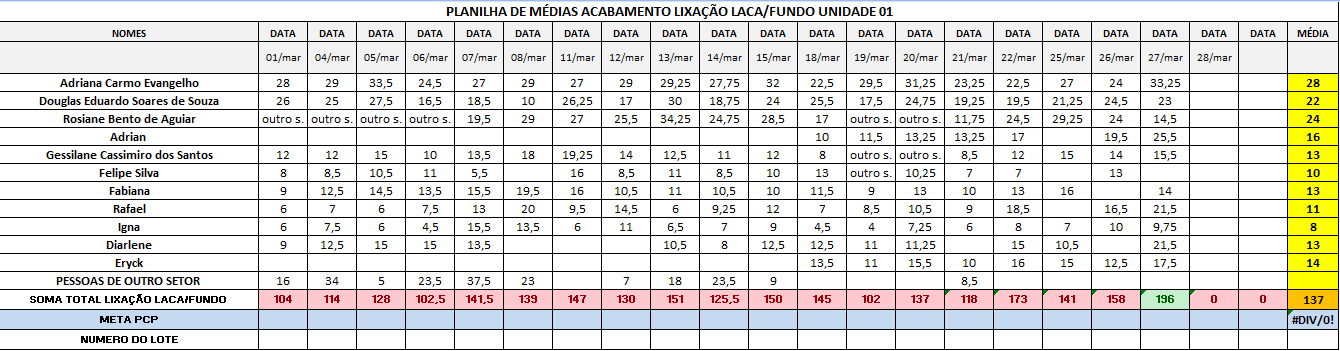 PLANILHA DE MÉDIAS ACABAMENTO LIXAÇÃO LACA/FUNDO UNIDADE 01
NOMES DATA DATA DATA DATA DATA DATA DATA DATA DATA DATA DATA DATA DATA DATA DATA DATA DATA DATA DATA DATA DATA MÉDIA
01/mar 04/mar 05/mar 06/mar 07/mar 08/mar 11/mar 12/mar 13/mar 14/mar 15/mar 18/mar 19/mar 20/mar 21/mar 22/mar 25/mar 26/mar 27/mar 28/mar
Adriana Carmo Evangelho 28 29 33,5 24,5 27 29 27 29 29,25 27,75 32 22,5 29,5 31,25 23,25 22,5 27 24 33,25 28
Douglas Eduardo Soares de Souza 26 25 27,5 16,5 18,5 10 26,25 17 30 18,75 24 25,5 17,5 24,75 19,25 19,5 21,25 24,5 23 22
Rosiane Bento de Aguiar outro s. outro s. outro s. outro s. 19,5 29 27 25,5 34,25 24,75 28,5 17 outro s. outro s. 11,75 24,5 29,25 24 14,5 24
Adrian 10 11,5 13,25 13,25 17 19,5 25,5 16
Gessilane Cassimiro dos Santos 12 12 15 10 13,5 18 19,25 14 12,5 11 12 8 outro s. outro s. 8,5 12 15 14 15,5 13
Felipe Silva 8 8,5 10,5 11 5,5 16 8,5 11 8,5 10 13 outro s. 10,25 7 7 13 10
Fabiana 9 12,5 14,5 13,5 15,5 19,5 16 10,5 11 10,5 10 11,5 9 13 10 13 16 14 13
Rafael 6 7 6 7,5 13 20 9,5 14,5 6 9,25 12 7 8,5 10,5 9 18,5 16,5 21,5 11
Igna 6 7,5 6 4,5 15,5 13,5 6 11 6,5 7 9 4,5 4 7,25 6 8 7 10 9,75 8
Diarlene 9 12,5 15 15 13,5 10,5 8 12,5 12,5 11 11,25 15 10,5 21,5 13
Eryck 13,5 11 15,5 10 16 15 12,5 17,5 14
PESSOAS DE OUTRO SETOR 16 34 5 23,5 37,5 23 7 18 23,5 9 8,5
SOMA TOTAL LIXAÇÃO LACA/FUNDO 104 114 128 102,5 141,5 139 147 130 151 125,5 150 145 102 137 118 173 141 158 196 0 0 137
META PCP #DIV/0!
NUMERO DO LOTE